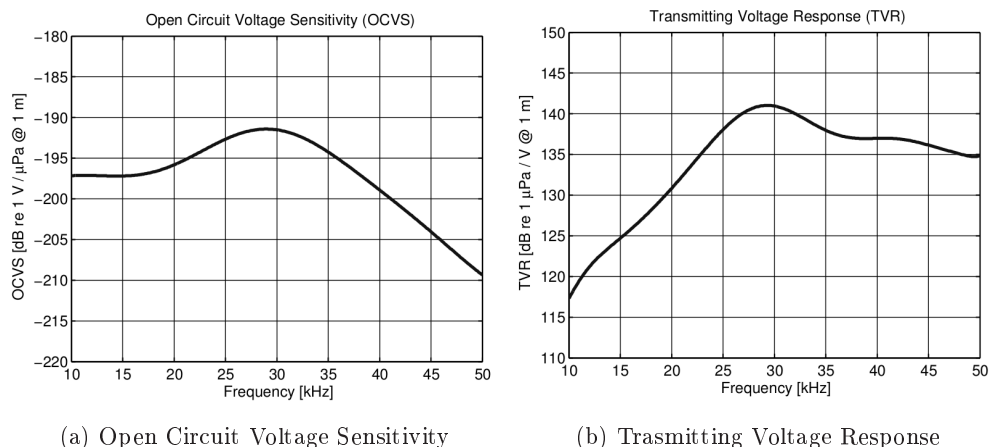 Open Circuit Voltage Sensitivity (OCVS)
−180
−185
−190
−195
−200
−205
−210
−215
−220
OCVS [dB re 1 V / μPa @ 1 m]
10 15 20 25 30 35 40 45 50
Frequency [kHz]
(a) Open Circuit Voltage Sensitivity
Transmitting Voltage Response (TVR)
150
145
140
135
130
125
120
115
110
TVR [dB re 1 μPa / V @ 1 m]
10 15 20 25 30 35 40 45 50
Frequency [kHz]
(b) Trasmitting Voltage Response